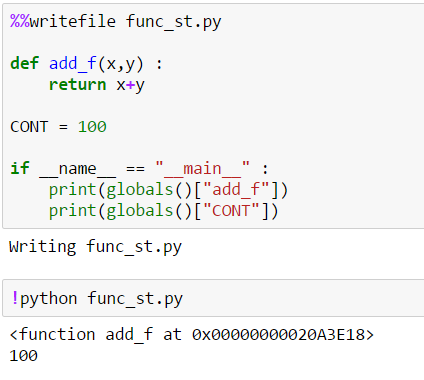 %%writefile func_st.py
def add_f(x,y) :
    return x+y
CONT = 100
if __name__ == "__main__" :
    print(globals()["add_f"])
    print(globals()["CONT"])
Writing func_st.py
!python func_st.py
<function add_f at 0x00000000020A3E18>
100